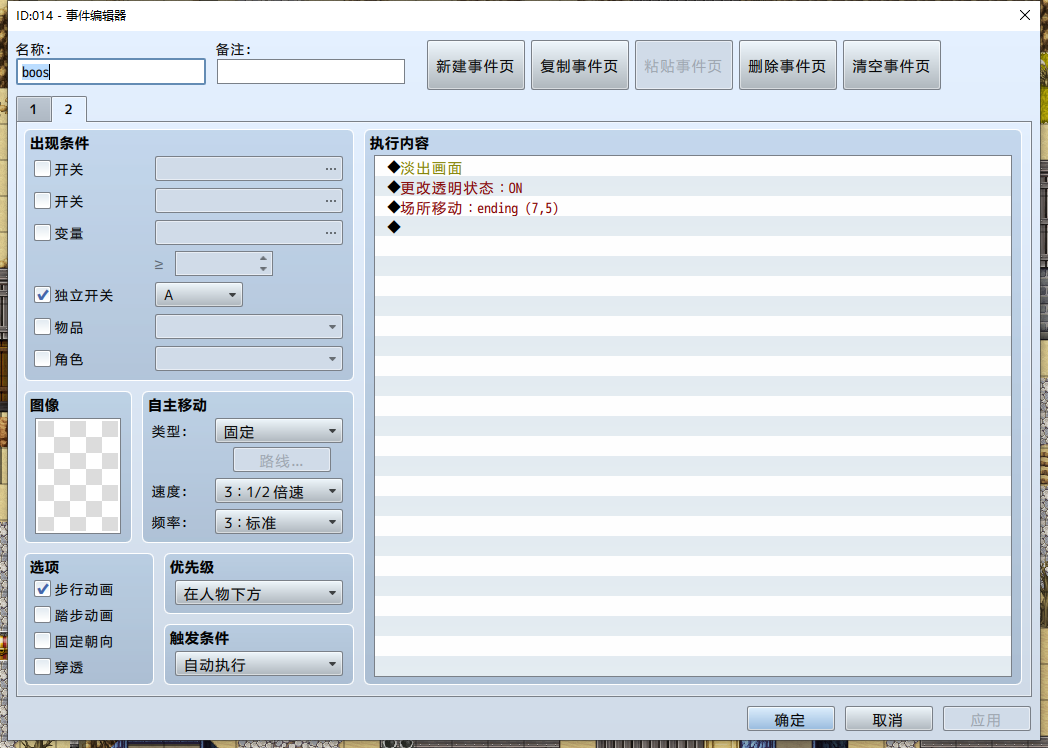 ID:014 - 事件编辑器
名称:
备注:
boos
新建事件页
复制事件页
粘贴事件页
删除事件页
清空事件页
1
2
出现条件
开关
...
开关
...
变量
...
≥
独立开关
A
物品
角色
图像
自主移动
类型:
固定
路线...
速度:
3：1/2 倍速
频率:
3：标准
选项
步行动画
踏步动画
固定朝向
穿透
优先级
在人物下方
触发条件
自动执行
执行内容
◆淡出画面
◆更改透明状态：ON
◆场所移动：ending (7,5)
◆
确定
取消
应用